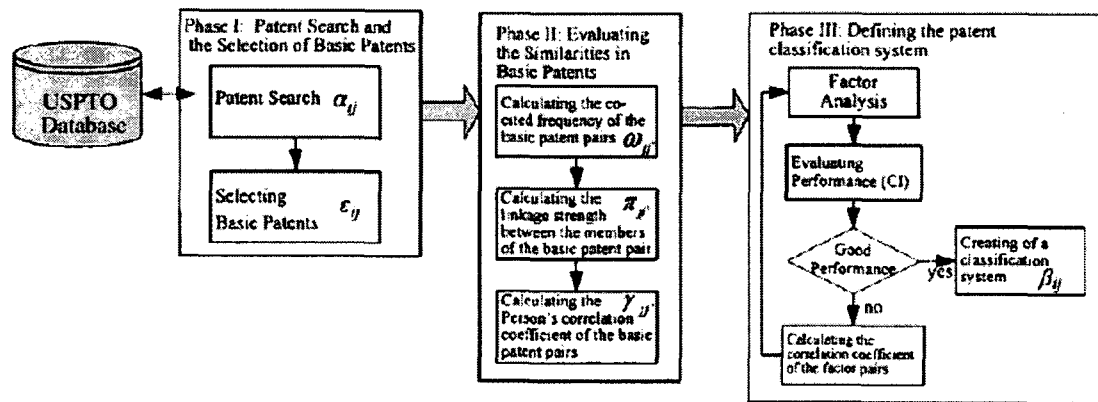 USPTO
Database
Phase I: Patent Search and
the Selection of Basic Patents
Patent Search αij
Selecting
Basic Patents εij
Phase II: Evaluating
the Similarities in
Basic Patents
Calculating the co-
cited frequency of the
basic patent pairs ωij'
Calculating the πij'
linkage strength
between the members
of the basic patent pair
Calculating the γij'
Person's correlation
coefficient of the basic
patent pairs
Phase III: Defining the patent
classification system
Factor
Analysis
Evaluating
Performance (CI)
Good
Performance
yes
Creating of a
classification
system βij
no
Calculating the
correlation coefficient
of the factor pairs